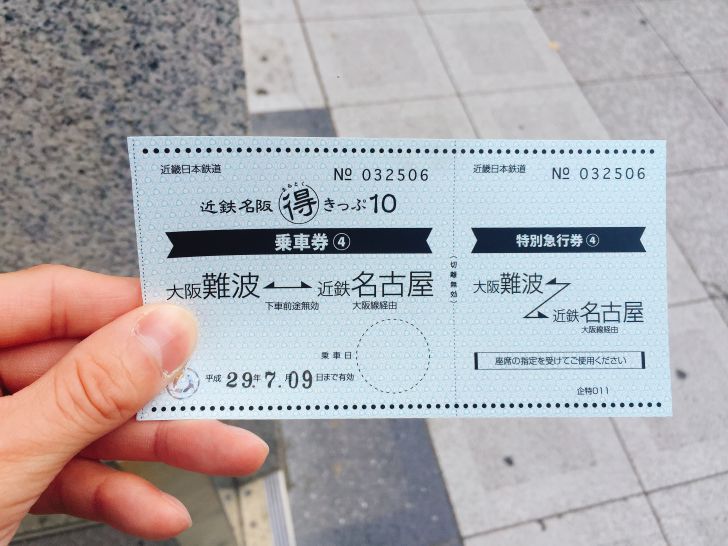 近畿日本鉄道
№ 032506
まるとく
近鉄名阪 得 きっぷ10
乗車券④
大阪難波 ↔ 近鉄名古屋
下車前途無効 大阪線経由
乗車日
平成 29.年 7.月 09日まで有効
(切離無効)
近畿日本鉄道
№ 032506
特別急行券④
大阪難波
近鉄名古屋
大阪線経由
座席の指定を受けてご使用ください
企特011